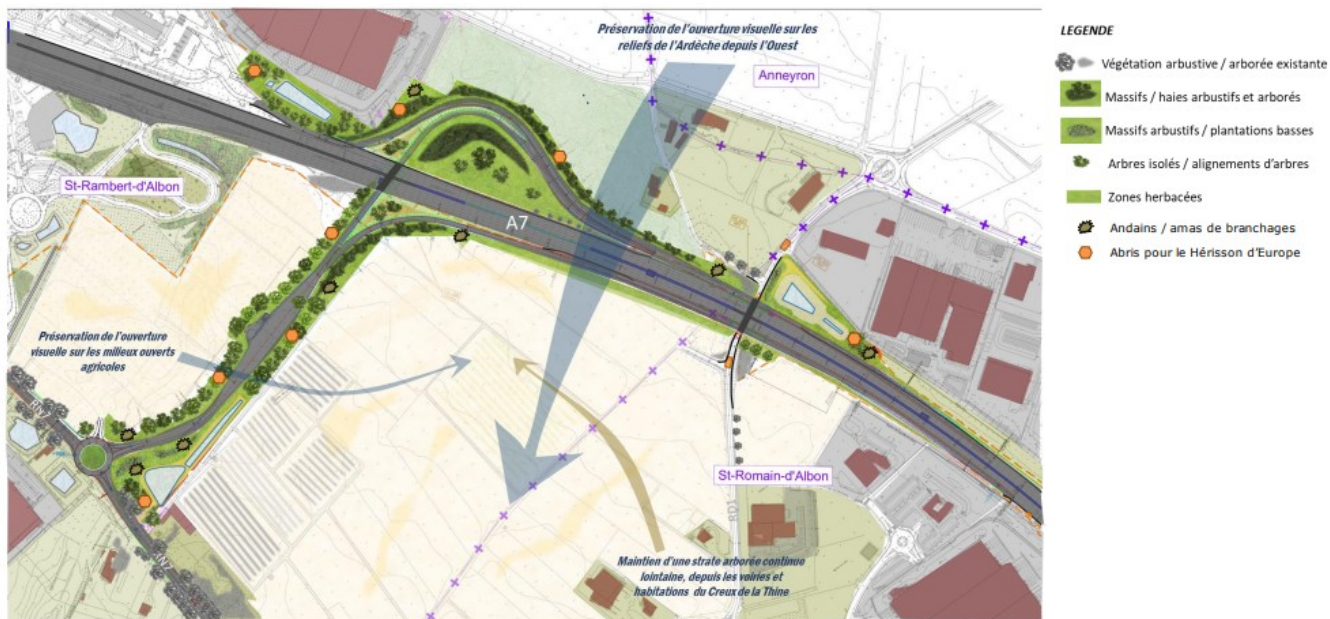 Préservation de l'ouverture visuelle sur les
reliefs de l'Ardèche depuis l'Ouest
Anneyron
St-Rambert-d'Albon
A7
Préservation de l'ouverture
visuelle sur les milieux ouverts
agricoles
RN7
RN7
St-Romain-d'Albon
RD1
Maintien d'une strate arborée continue
lointaine, depuis les voiries et
habitations du Creux de la Thine
LEGENDE
Végétation arbustive / arborée existante
Massifs / haies arbustifs et arborés
Massifs arbustifs / plantations basses
Arbres isolés / alignements d'arbres
Zones herbacées
Andains / amas de branchages
Abris pour le Hérisson d'Europe